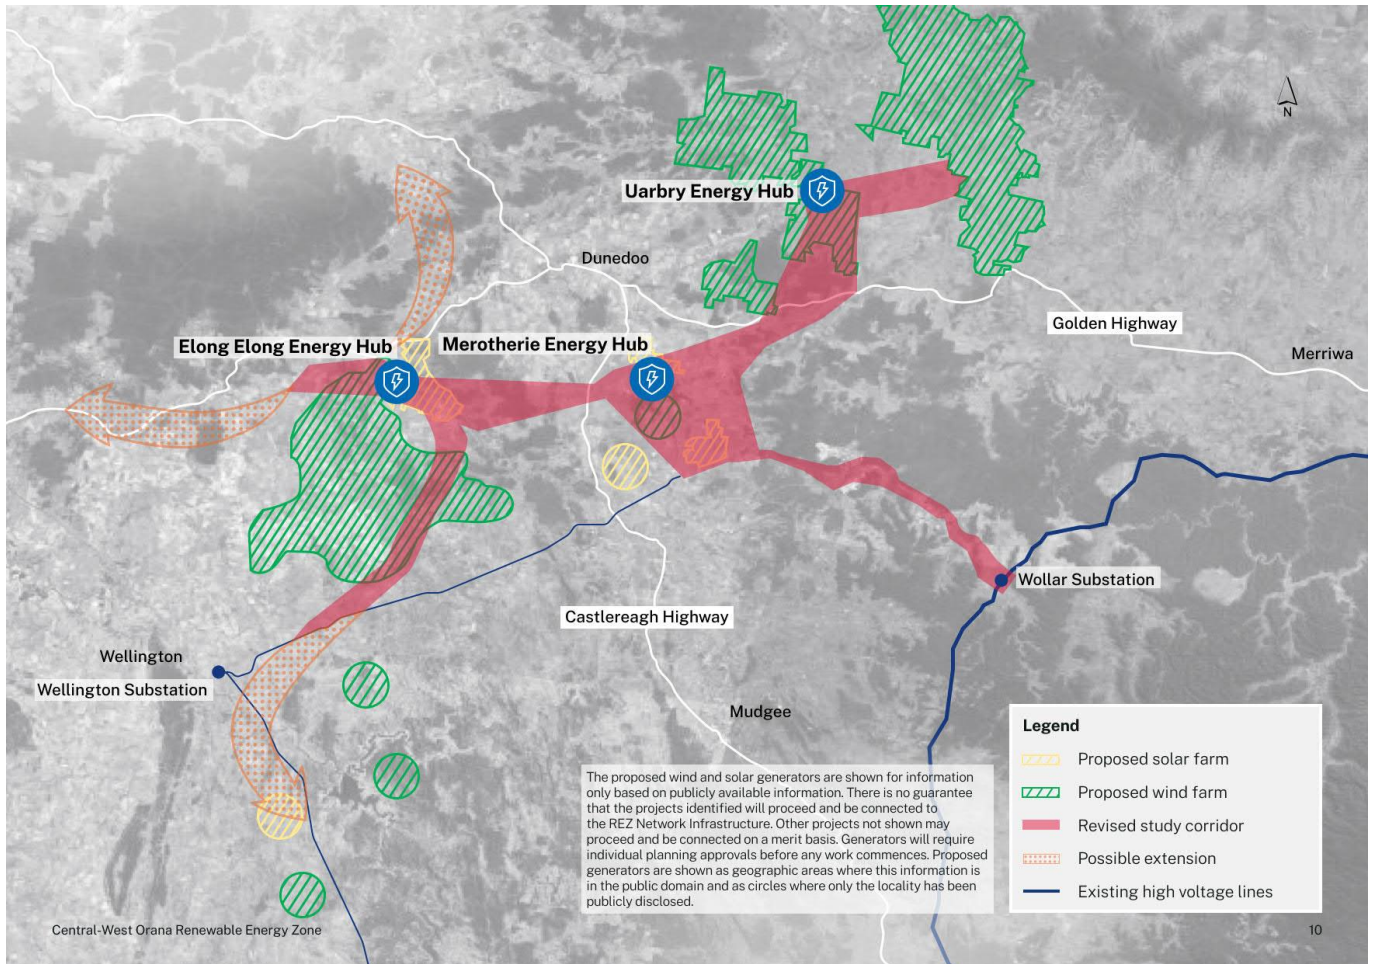 N
Uarbry Energy Hub
Dunedoo
Golden Highway
Elong Elong Energy Hub
Merotherie Energy Hub
Merriwa
Wollar Substation
Castlereagh Highway
Wellington
Wellington Substation
Mudgee
Legend
Proposed solar farm
Proposed wind farm
Revised study corridor
Possible extension
Existing high voltage lines
The proposed wind and solar generators are shown for information
only based on publicly available information. There is no guarantee
that the projects identified will proceed and be connected to
the REZ Network Infrastructure. Other projects not shown may
proceed and be connected on a merit basis. Generators will require
individual planning approvals before any work commences. Proposed
generators are shown as geographic areas where this information is
in the public domain and as circles where only the locality has been
publicly disclosed.
Central-West Orana Renewable Energy Zone
10